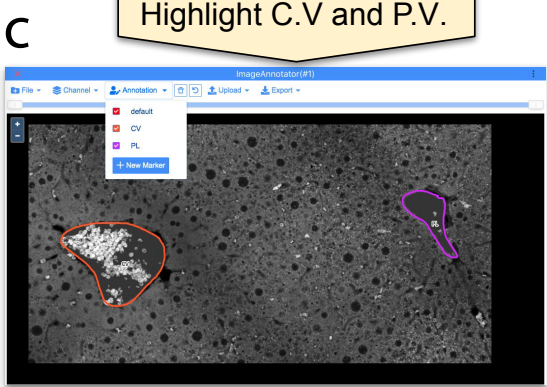 Highlight C.V and P.V.
C
ImageAnnotator(#1)
File Channel Annotation Upload Export
default
CV
PL
+ New Marker
+
-